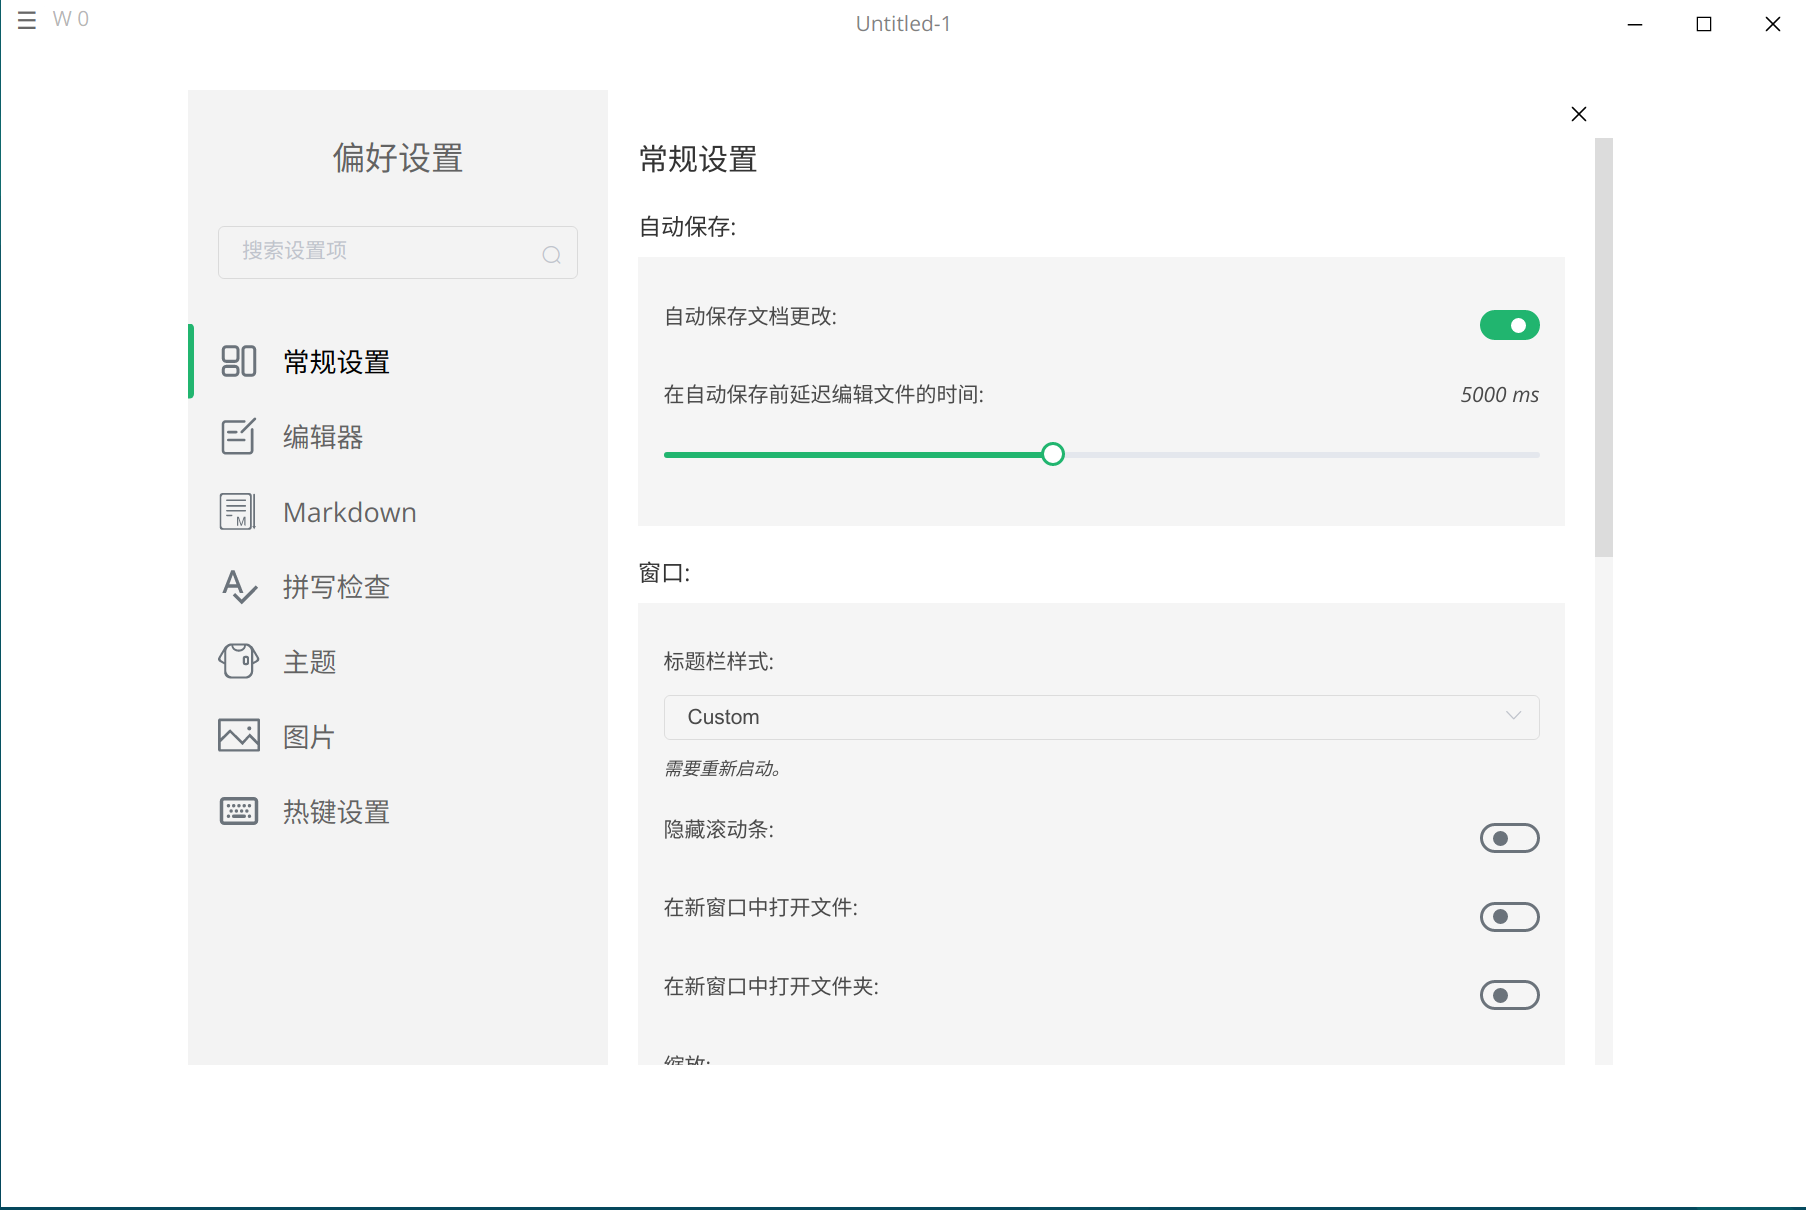 W 0
Untitled-1
偏好设置
搜索设置项
常规设置
编辑器
Markdown
拼写检查
主题
图片
热键设置
常规设置
自动保存:
自动保存文档更改:
在自动保存前延迟编辑文件的时间:
5000 ms
窗口:
标题栏样式:
Custom
需要重新启动。
隐藏滚动条:
在新窗口中打开文件:
在新窗口中打开文件夹:
缩放: